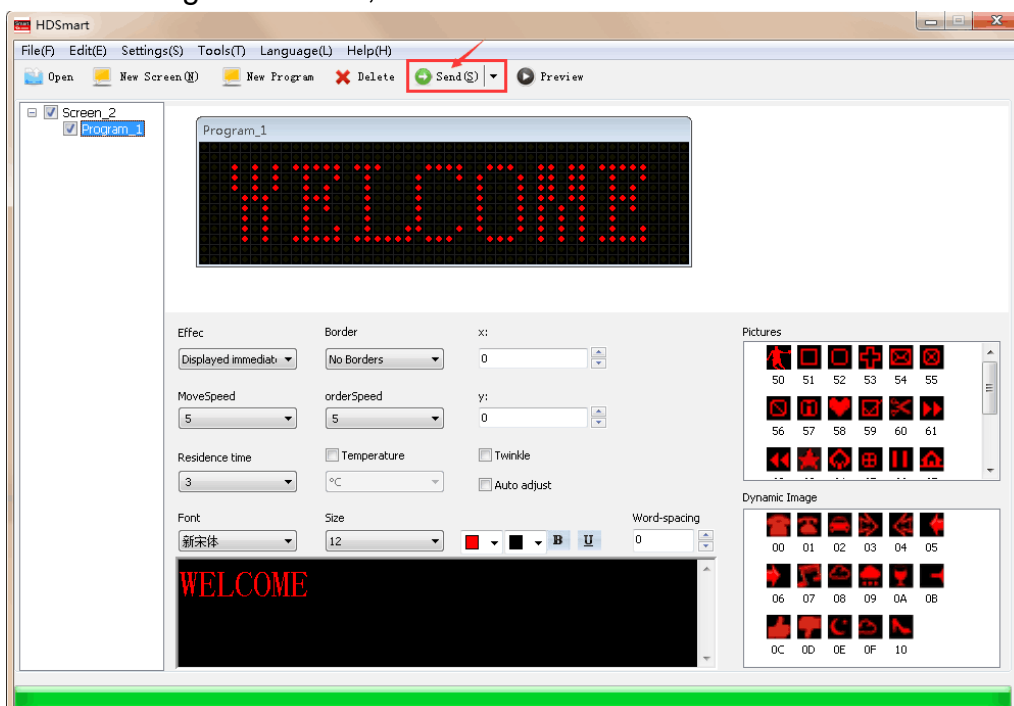 HDSmart
File(F) Edit(E) Settings(S) Tools(T) Language(L) Help(H)
Open New Screen(N) New Program Delete Send(S) Preview
Screen_2
Program_1
Program_1
WELCOME
Effec Border x: Pictures
Displayed immediat No Borders 0
50 51 52 53 54 55
MoveSpeed orderSpeed y:
5 5 0
56 57 58 59 60 61
Residence time Temperature Twinkle
3 °C Auto adjust
Dynamic Image
Font Size Word-spacing
新宋体 12 B U 0
00 01 02 03 04 05
WELCOME
06 07 08 09 0A 0B
0C 0D 0E 0F 10